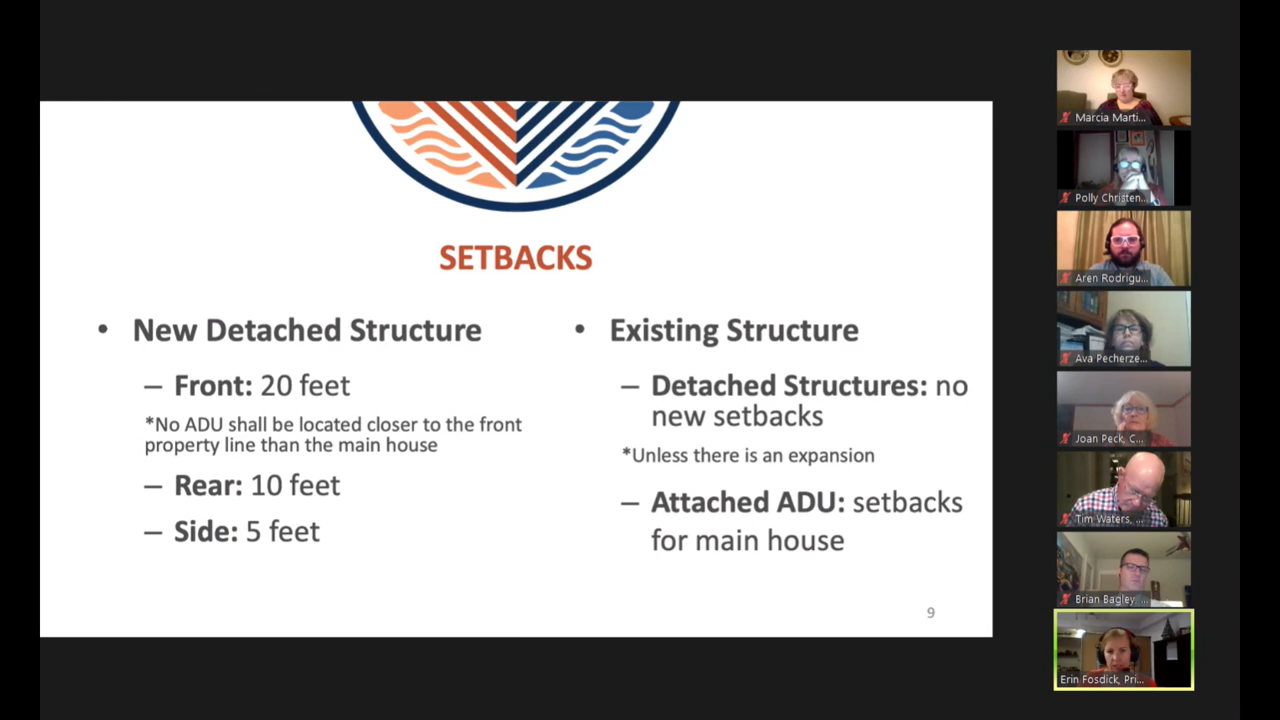 SETBACKS
• New Detached Structure
– Front: 20 feet
*No ADU shall be located closer to the front
property line than the main house
– Rear: 10 feet
– Side: 5 feet
• Existing Structure
– Detached Structures: no
new setbacks
*Unless there is an expansion
– Attached ADU: setbacks
for main house
9
Marcia Marti...
Polly Christen...
Aren Rodrigu...
Ava Pecherze...
Joan Peck, C...
Tim Waters, ...
Brian Bagley, ...
Erin Fosdick, Pri...